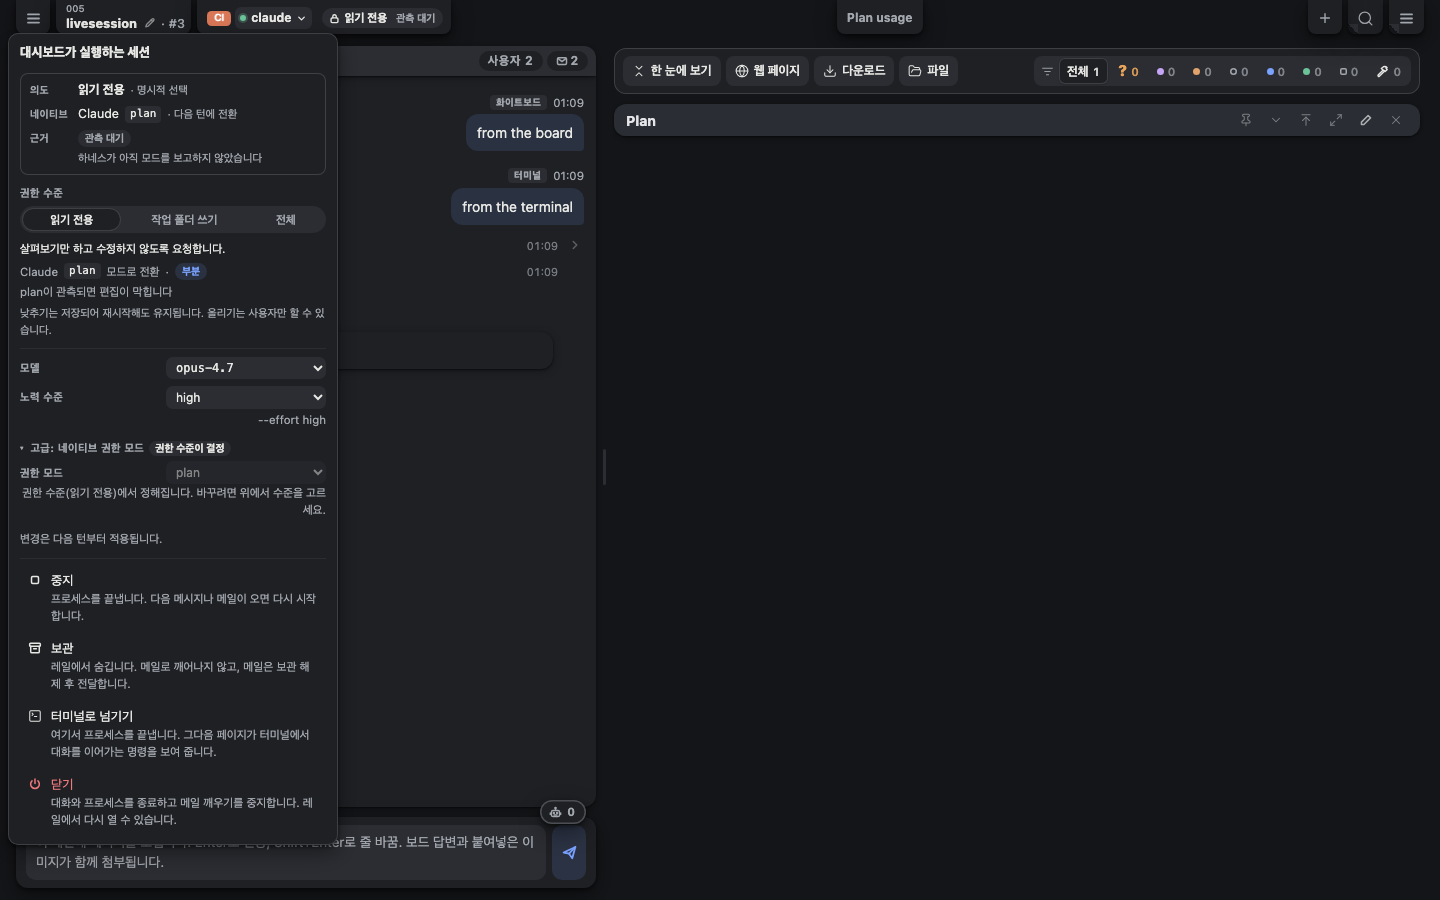 005
livesession · #3
CI claude
읽기 전용 관측 대기
Plan usage
대시보드가 실행하는 세션
의도 읽기 전용 · 명시적 선택
네이티브 Claude plan · 다음 턴에 전환
근거 관측 대기
하네스가 아직 모드를 보고하지 않았습니다
권한 수준
읽기 전용 작업 폴더 쓰기 전체
살펴보기만 하고 수정하지 않도록 요청합니다.
Claude plan 모드로 전환 · 부분
plan이 관측되면 편집이 막힙니다
낮추기는 저장되어 재시작해도 유지됩니다. 올리기는 사용자만 할 수 있
습니다.
모델 opus-4.7
노력 수준 high
--effort high
고급: 네이티브 권한 모드 권한 수준이 결정
권한 모드 plan
권한 수준(읽기 전용)에서 정해집니다. 바꾸려면 위에서 수준을 고르
세요.
변경은 다음 턴부터 적용됩니다.
중지
프로세스를 끝냅니다. 다음 메시지나 메일이 오면 다시 시작
합니다.
보관
레일에서 숨깁니다. 메일로 깨어나지 않고, 메일은 보관 해
제 후 전달합니다.
터미널로 넘기기
여기서 프로세스를 끝냅니다. 그다음 페이지가 터미널에서
대화를 이어가는 명령을 보여 줍니다.
닫기
대화와 프로세스를 종료하고 메일 깨우기를 중지합니다. 레
일에서 다시 열 수 있습니다.
사용자 2 2
화이트보드 01:09
from the board
터미널 01:09
from the terminal
01:09
01:09
0
로 줄 바꿈. 보드 답변과 붙여넣은 이
미지가 함께 첨부됩니다.
한 눈에 보기 웹 페이지 다운로드 파일
전체 1 ? 0 0 0 0 0 0 0 0
Plan